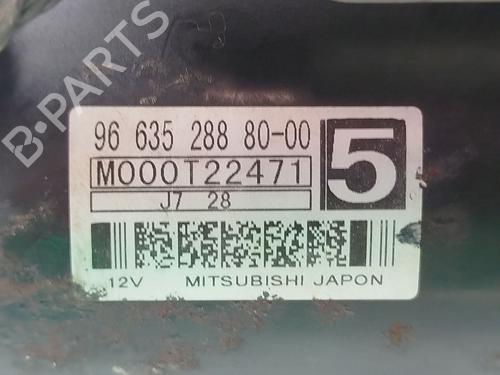 B-PARTS
96 635 288 80-00
M000T22471
5
J7 28
12V MITSUBISHI JAPON